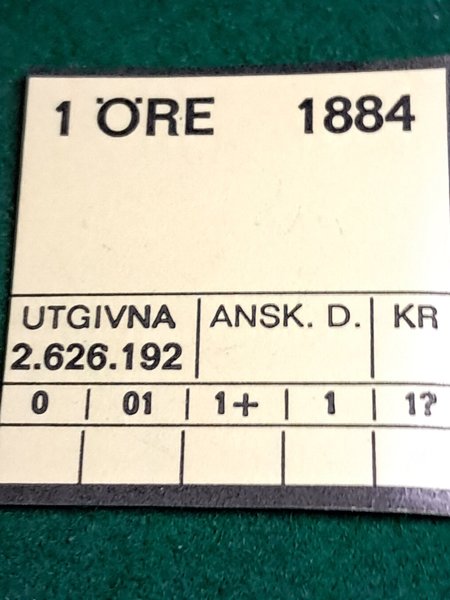 1 ÖRE 1884
UTGIVNA ANSK. D. KR
2.626.192
0 01 1+ 1 1?